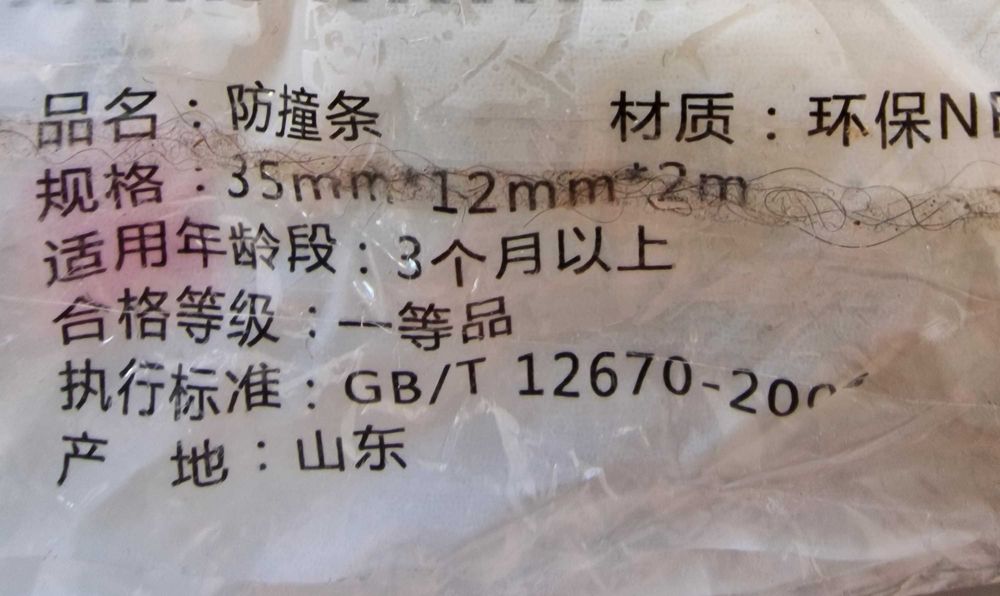 品名：防撞条 材质：环保N
规格：35mm*12mm*2m
适用年龄段：3个月以上
合格等级：一等品
执行标准：GB/T 12670-200
产 地：山东